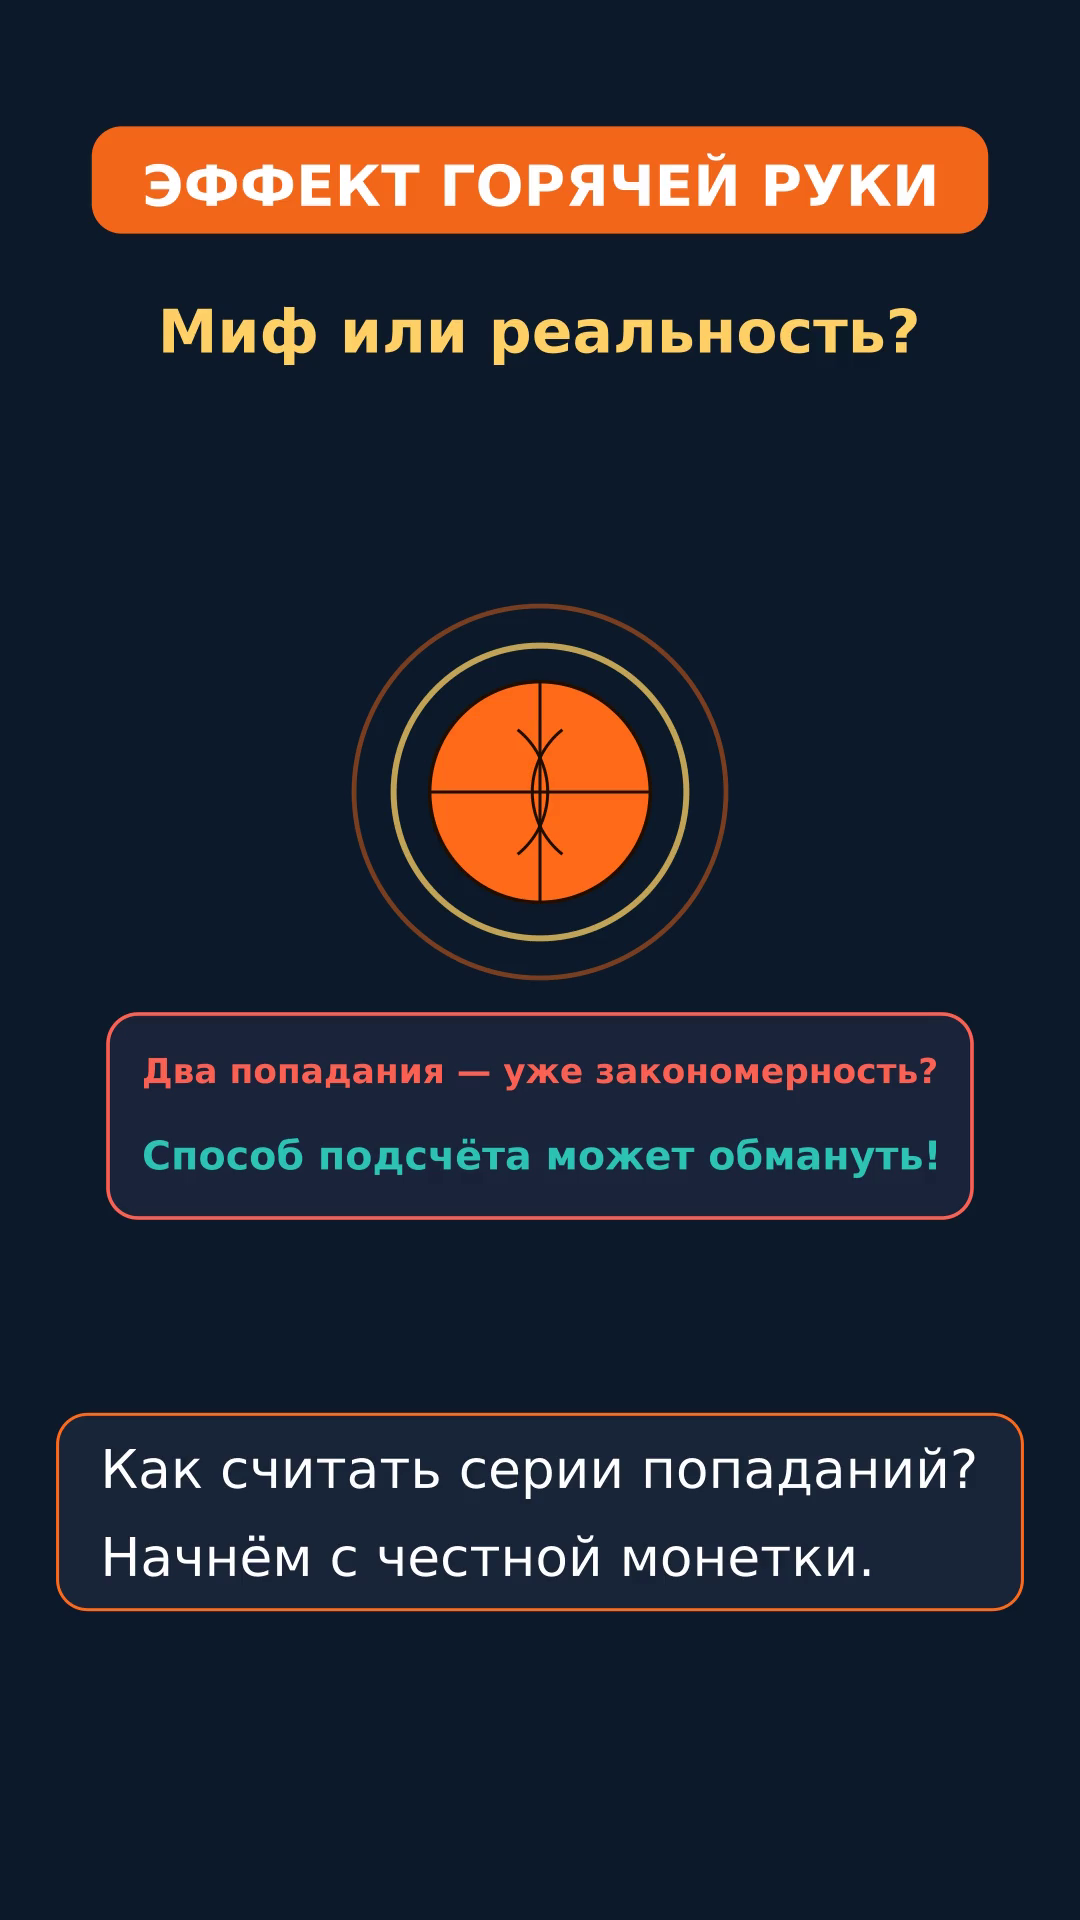 ЭФФЕКТ ГОРЯЧЕЙ РУКИ
Миф или реальность?
Два попадания — уже закономерность?
Способ подсчёта может обмануть!
Как считать серии попаданий?
Начнём с честной монетки.